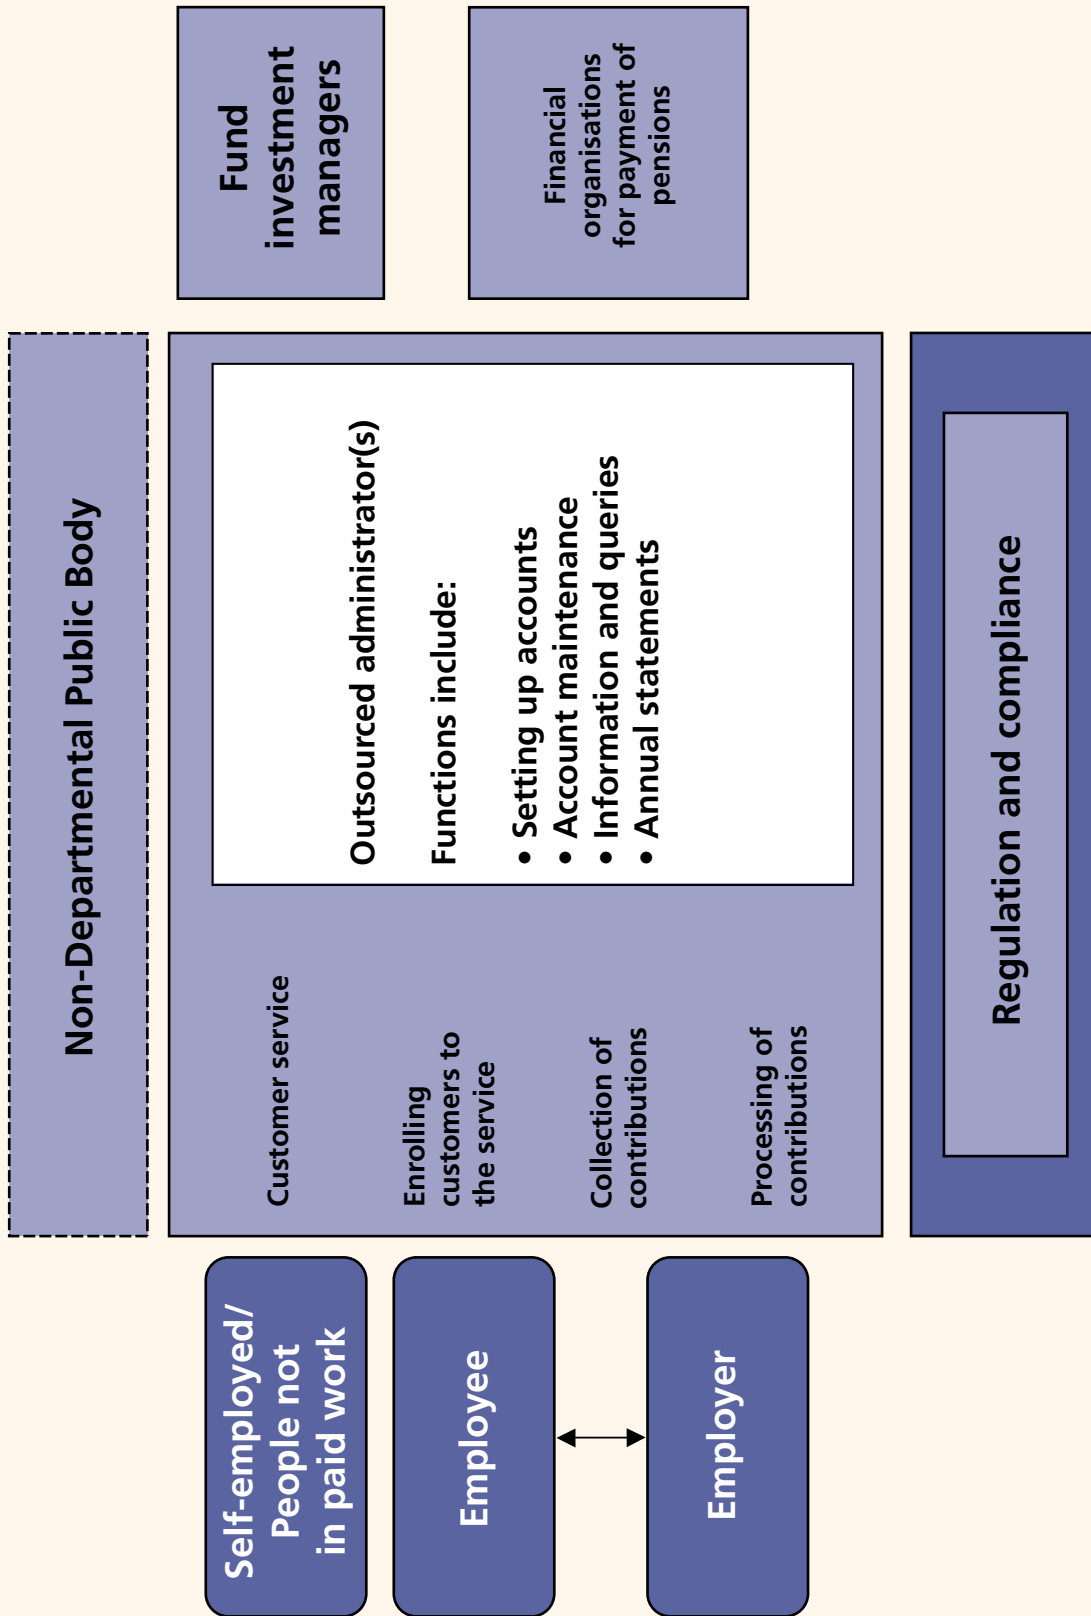 Non-Departmental Public Body
Self-employed/
People not
in paid work
Employee
Employer
Customer service
Enrolling
customers to
the service
Collection of
contributions
Processing of
contributions
Outsourced administrator(s)
Functions include:
• Setting up accounts
• Account maintenance
• Information and queries
• Annual statements
Fund
investment
managers
Financial
organisations
for payment of
pensions
Regulation and compliance